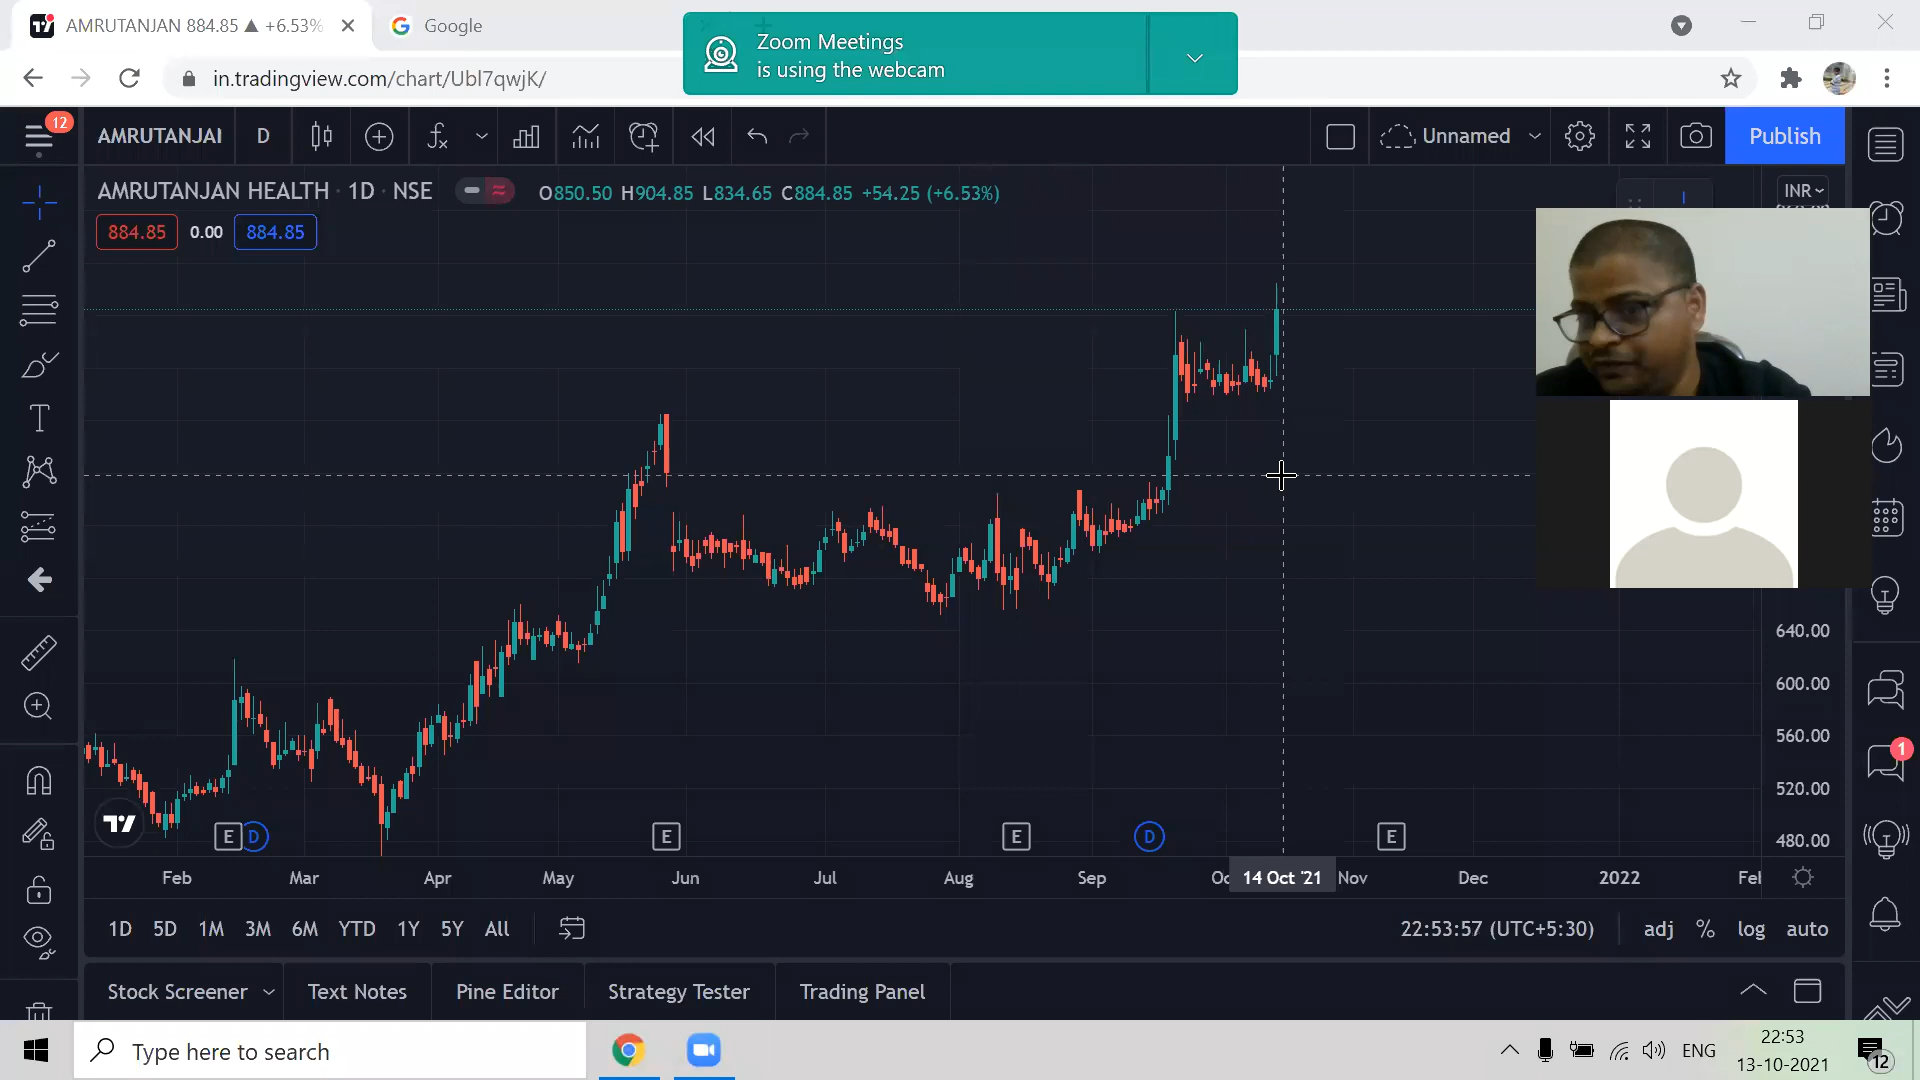 AMRUTANJAN 884.85 ▲ +6.53%
Google
Zoom Meetings
is using the webcam
in.tradingview.com/chart/Ubl7qwjK/
12
AMRUTANJAI
D
Unnamed
Publish
AMRUTANJAN HEALTH · 1D · NSE
O850.50 H904.85 L834.65 C884.85 +54.25 (+6.53%)
INR
884.85
0.00
884.85
640.00
600.00
560.00
520.00
480.00
1
E
D
E
E
D
E
Feb
Mar
Apr
May
Jun
Jul
Aug
Sep
Oc
14 Oct '21
Nov
Dec
2022
Fel
1D
5D
1M
3M
6M
YTD
1Y
5Y
All
22:53:57 (UTC+5:30)
adj
%
log
auto
Stock Screener
Text Notes
Pine Editor
Strategy Tester
Trading Panel
Type here to search
ENG
22:53
13-10-2021
12